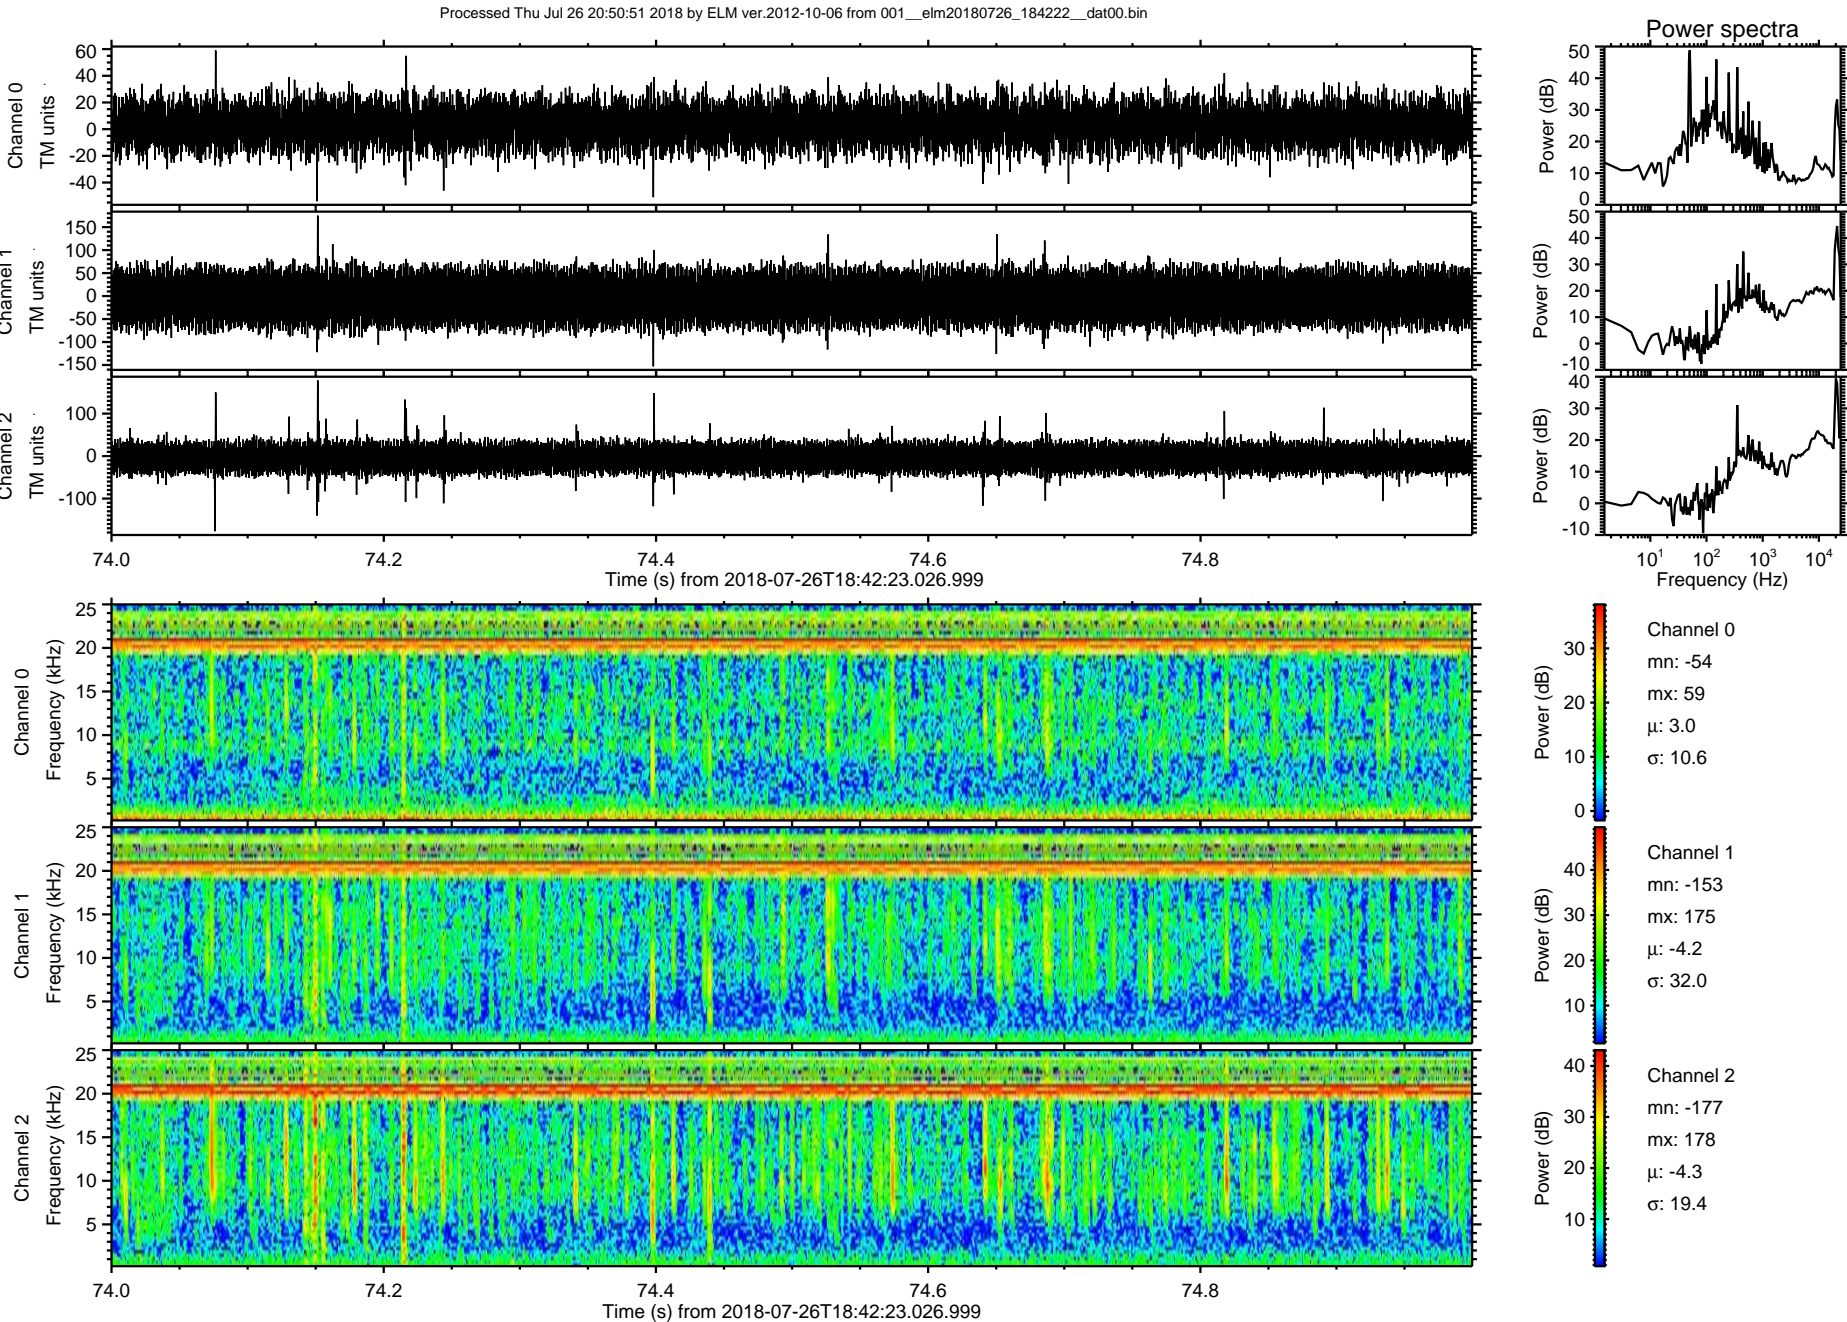 Processed Thu Jul 26 20:50:51 2018 by ELM ver.2012-10-06 from 001__elm20180726_184222__dat00.bin
Power spectra
Channel 0
TM units
60
40
20
0
-20
-40
Power (dB)
50
40
30
20
10
0
Channel 1
TM units
150
100
50
0
-50
-100
-150
Power (dB)
50
40
30
20
10
0
-10
Channel 2
TM units
100
0
-100
Power (dB)
40
30
20
10
0
-10
74.0 74.2 74.4 74.6 74.8
Time (s) from 2018-07-26T18:42:23.026.999
10¹ 10² 10³ 10⁴
Frequency (Hz)
Channel 0
Frequency (kHz)
25
20
15
10
5
Power (dB)
30
20
10
0
Channel 0
mn: -54
mx: 59
μ: 3.0
σ: 10.6
Channel 1
Frequency (kHz)
25
20
15
10
5
Power (dB)
40
30
20
10
Channel 1
mn: -153
mx: 175
μ: -4.2
σ: 32.0
Channel 2
Frequency (kHz)
25
20
15
10
5
Power (dB)
40
30
20
10
Channel 2
mn: -177
mx: 178
μ: -4.3
σ: 19.4
74.0 74.2 74.4 74.6 74.8
Time (s) from 2018-07-26T18:42:23.026.999